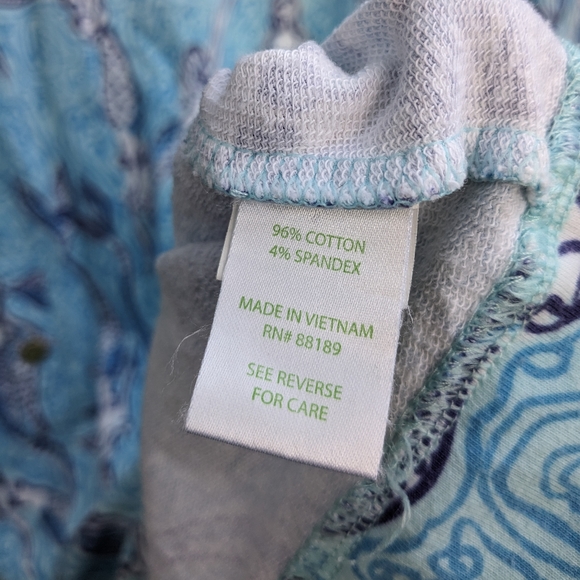 96% COTTON
4% SPANDEX
MADE IN VIETNAM
RN# 88189
SEE REVERSE
FOR CARE